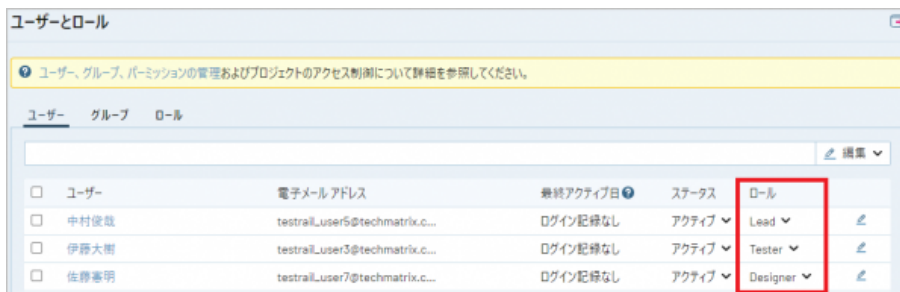 ユーザーとロール
ユーザー、グループ、パーミッションの管理およびプロジェクトのアクセス制御について詳細を参照してください。
ユーザー グループ ロール
編集
ユーザー 電子メール アドレス 最終アクティブ日 ステータス ロール
中村俊哉 testrail_user5@techmatrix.c... ログイン記録なし アクティブ Lead
伊藤大樹 testrail_user3@techmatrix.c... ログイン記録なし アクティブ Tester
佐藤憲明 testrail_user7@techmatrix.c... ログイン記録なし アクティブ Designer